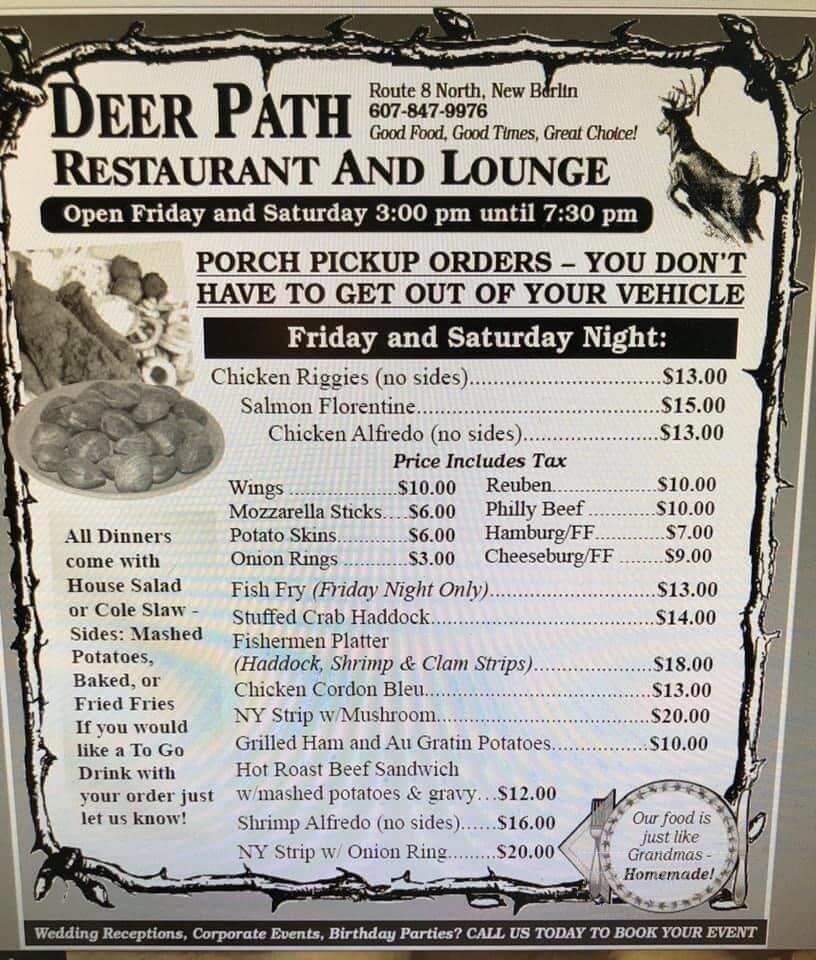 DEER PATH
Route 8 North, New Berlin
607-847-9976
Good Food, Good Times, Great Choice!
RESTAURANT AND LOUNGE
Open Friday and Saturday 3:00 pm until 7:30 pm
PORCH PICKUP ORDERS – YOU DON'T
HAVE TO GET OUT OF YOUR VEHICLE
Friday and Saturday Night:
Chicken Riggies (no sides)...............................$13.00
Salmon Florentine.........................................$15.00
Chicken Alfredo (no sides)..............................$13.00
Price Includes Tax
Wings ..................$10.00
Mozzarella Sticks....$6.00
Potato Skins............$6.00
Onion Rings ...........$3.00
Reuben..................$10.00
Philly Beef ............$10.00
Hamburg/FF............$7.00
Cheeseburg/FF ........$9.00
Fish Fry (Friday Night Only)............................$13.00
Stuffed Crab Haddock......................................$14.00
Fishermen Platter
(Haddock, Shrimp & Clam Strips)....................$18.00
Chicken Cordon Bleu.......................................$13.00
NY Strip w/Mushroom.....................................$20.00
Grilled Ham and Au Gratin Potatoes................$10.00
Hot Roast Beef Sandwich
w/mashed potatoes & gravy...$12.00
Shrimp Alfredo (no sides)......$16.00
NY Strip w/ Onion Ring.........$20.00
All Dinners
come with
House Salad
or Cole Slaw -
Sides: Mashed
Potatoes,
Baked, or
Fried Fries
If you would
like a To Go
Drink with
your order just
let us know!
Our food is
just like
Grandmas -
Homemade!
Wedding Receptions, Corporate Events, Birthday Parties? CALL US TODAY TO BOOK YOUR EVENT